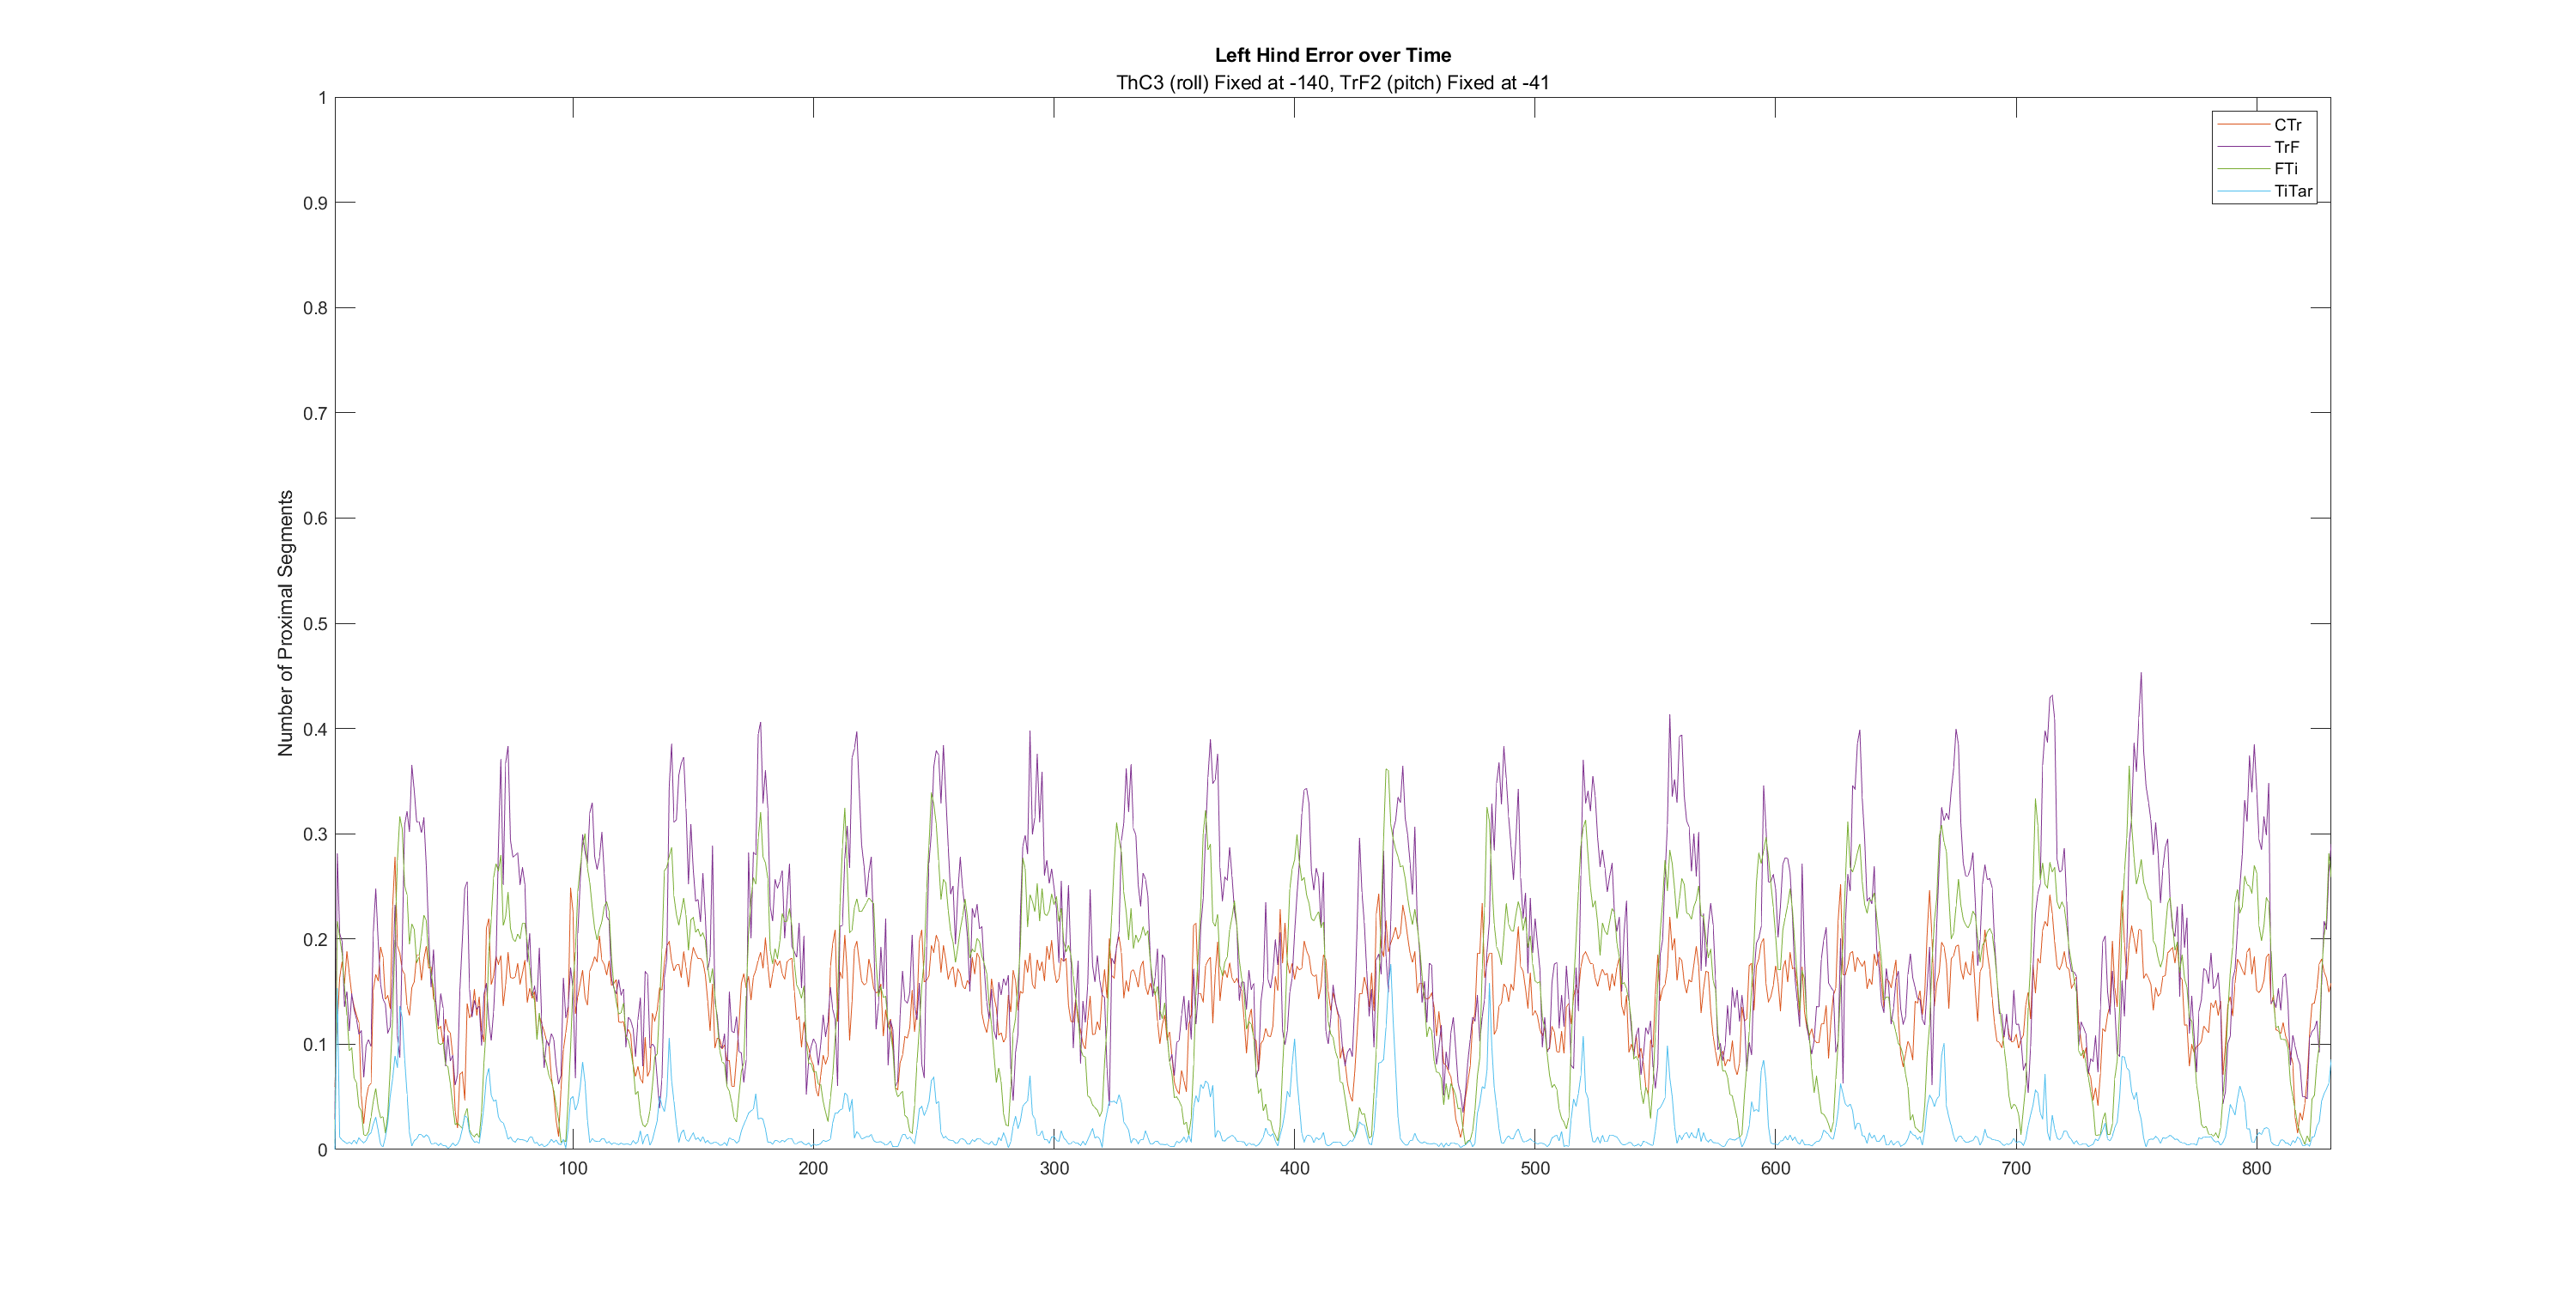 Left Hind Error over Time
ThC3 (roll) Fixed at -140, TrF2 (pitch) Fixed at -41
1
0.9
0.8
0.7
0.6
0.5
0.4
0.3
0.2
0.1
0
Number of Proximal Segments
CTr
TrF
FTi
TiTar
100 200 300 400 500 600 700 800